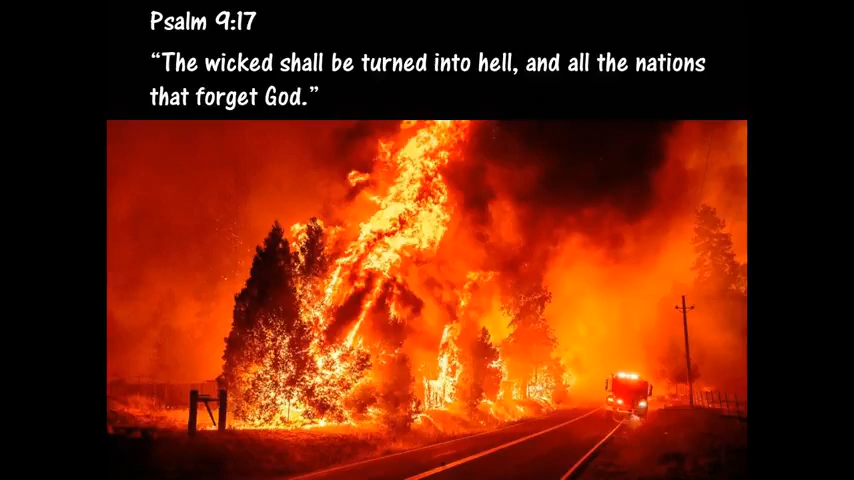 Psalm 9:17
“The wicked shall be turned into hell, and all the nations
that forget God.”